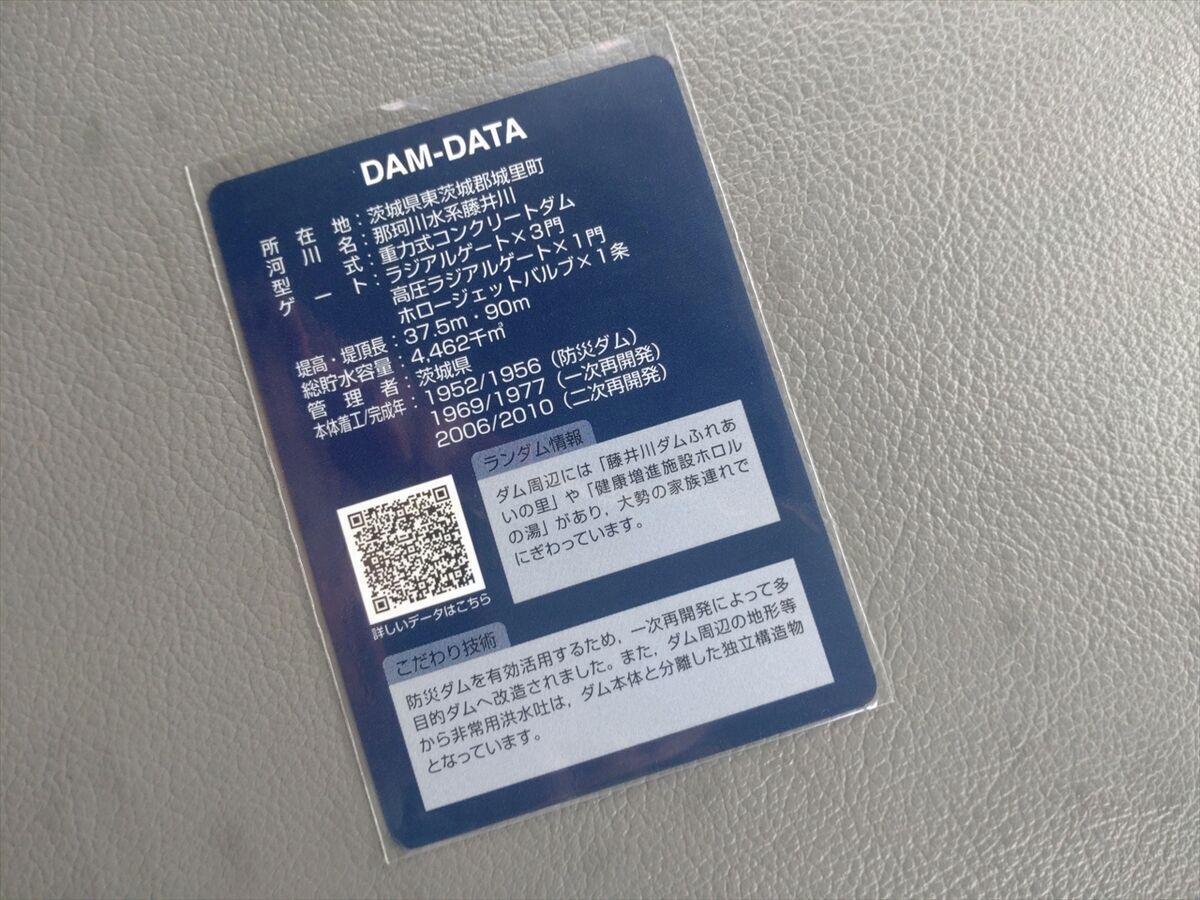 DAM-DATA
所在地：茨城県東茨城郡城里町
河川名：那珂川水系藤井川
型式：重力式コンクリートダム
ゲート：ラジアルゲート×3門
高圧ラジアルゲート×1門
ホロージェットバルブ×1条
堤高・堤頂長：37.5m・90m
総貯水容量：4,462千㎥
管理者：茨城県
本体着工/完成年：1952/1956（防災ダム）
1969/1977（一次再開発）
2006/2010（二次再開発）
ランダム情報
ダム周辺には「藤井川ダムふれあ
いの里」や「健康増進施設ホロル
の湯」があり，大勢の家族連れで
にぎわっています。
詳しいデータはこちら
こだわり技術
防災ダムを有効活用するため，一次再開発によって多
目的ダムへ改造されました。また，ダム周辺の地形等
から非常用洪水吐は，ダム本体と分離した独立構造物
となっています。